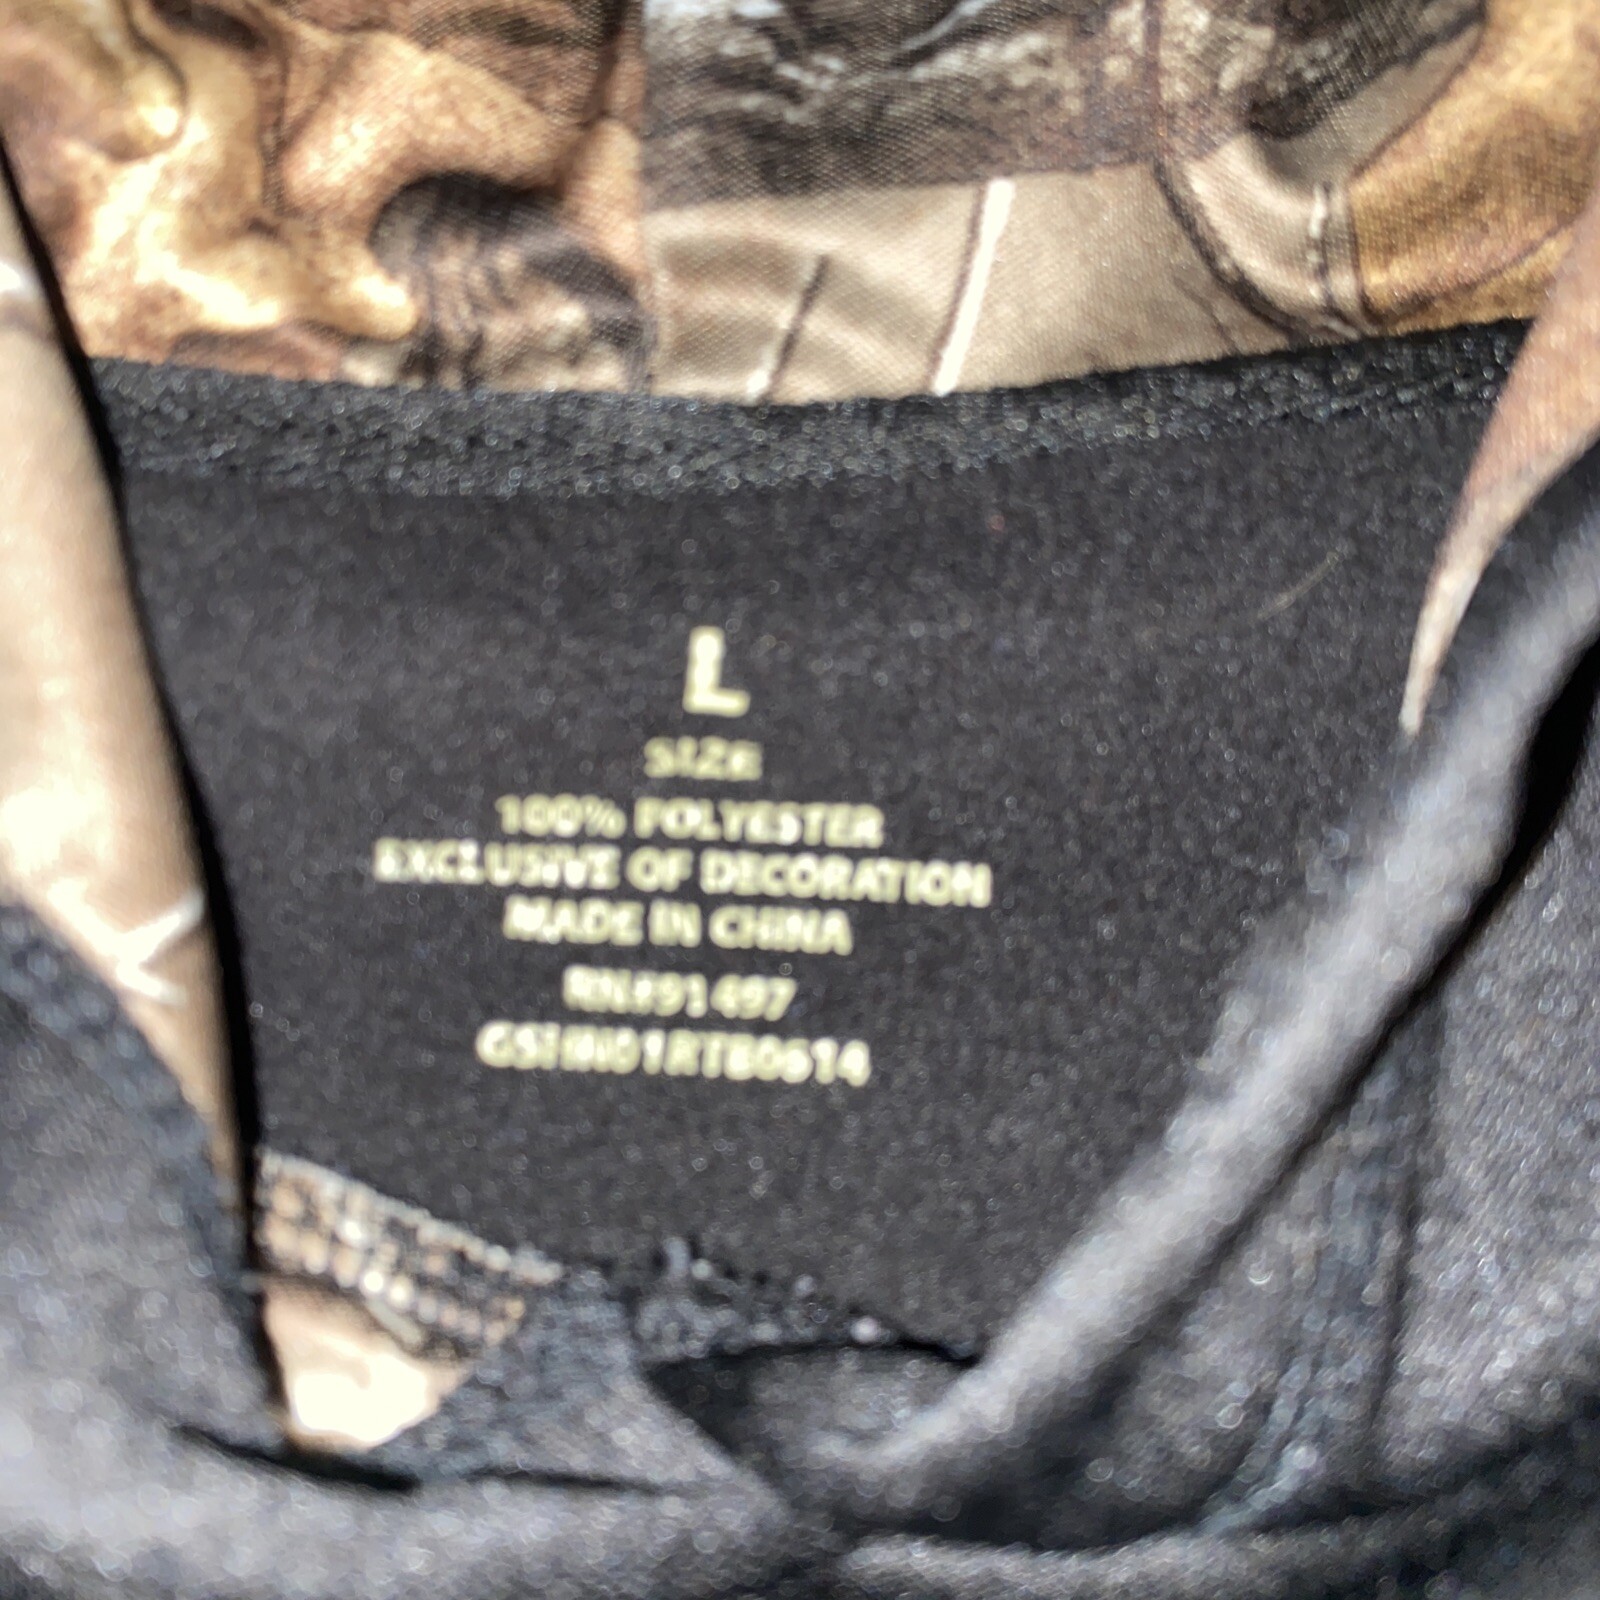 L
SIZE
100% POLYESTER
EXCLUSIVE OF DECORATION
MADE IN CHINA
RN#91497